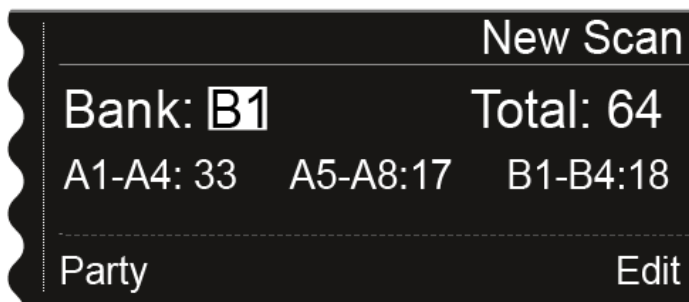 New Scan
Bank: B1 Total: 64
A1-A4: 33 A5-A8:17 B1-B4:18
Party Edit